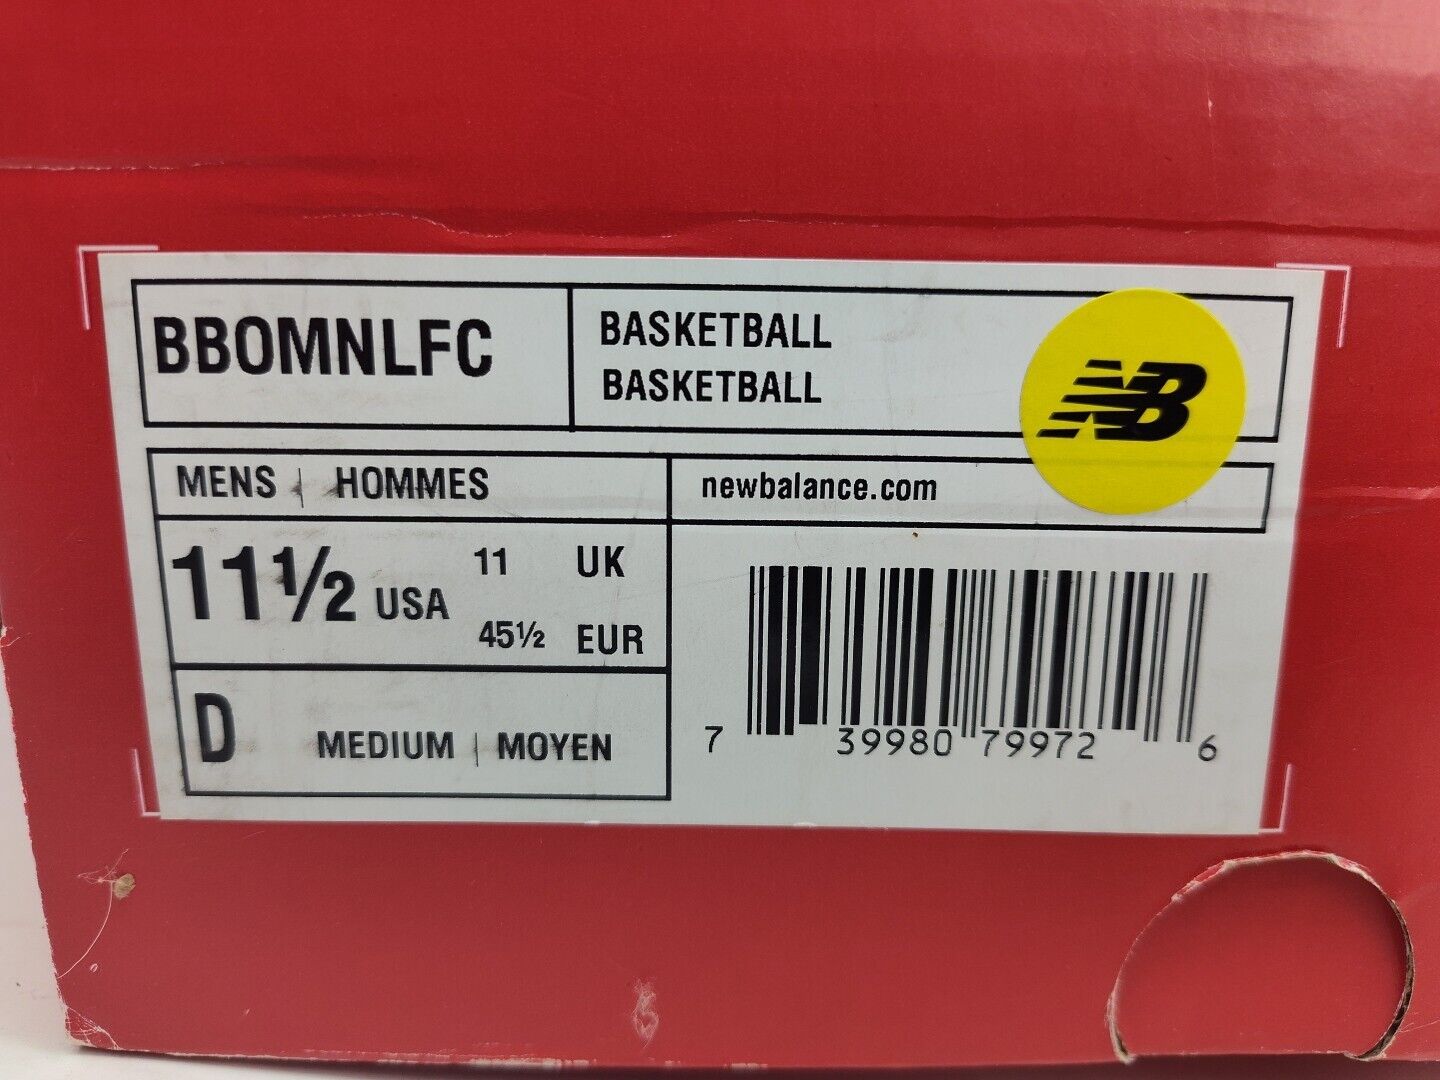 BBOMNLFC
BASKETBALL
BASKETBALL
NB
MENS | HOMMES
newbalance.com
11½ USA
11 UK
45½ EUR
D MEDIUM | MOYEN
7 39980 79972 6